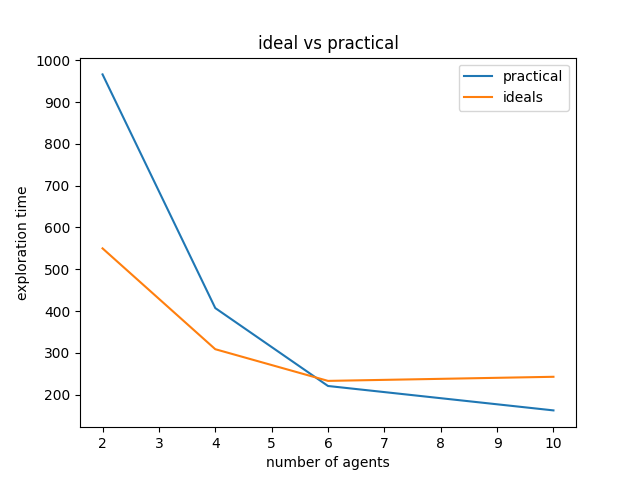 ideal vs practical
practical
ideals
1000
900
800
700
600
500
400
300
200
exploration time
2 3 4 5 6 7 8 9 10
number of agents